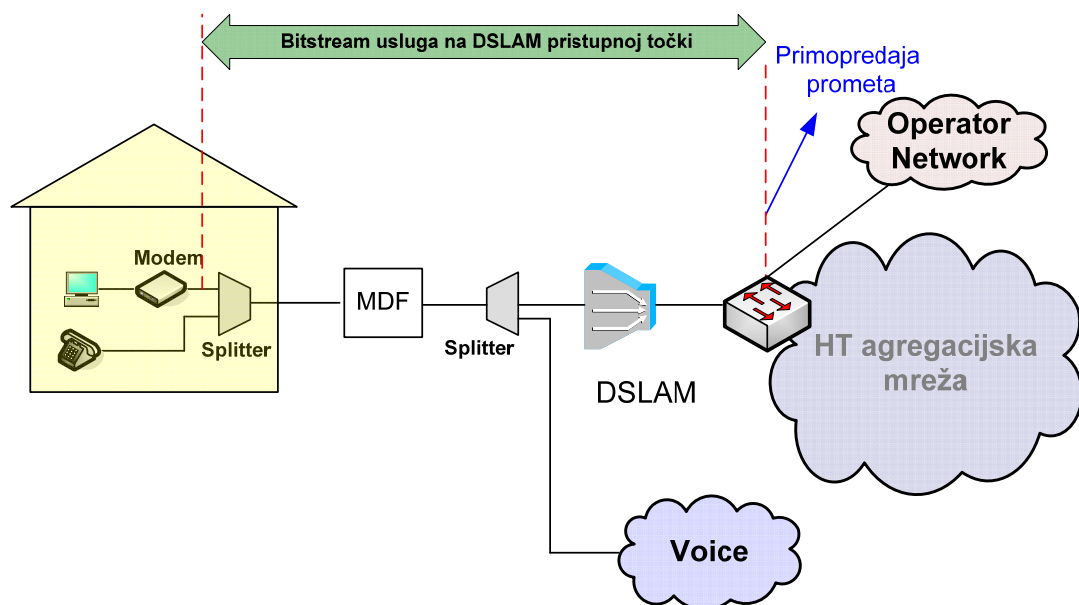 Bitstream usluga na DSLAM pristupnoj točki
Primopredaja
prometa
Operator
Network
Modem
Splitter
MDF
Splitter
DSLAM
HT agregacijska
mreža
Voice